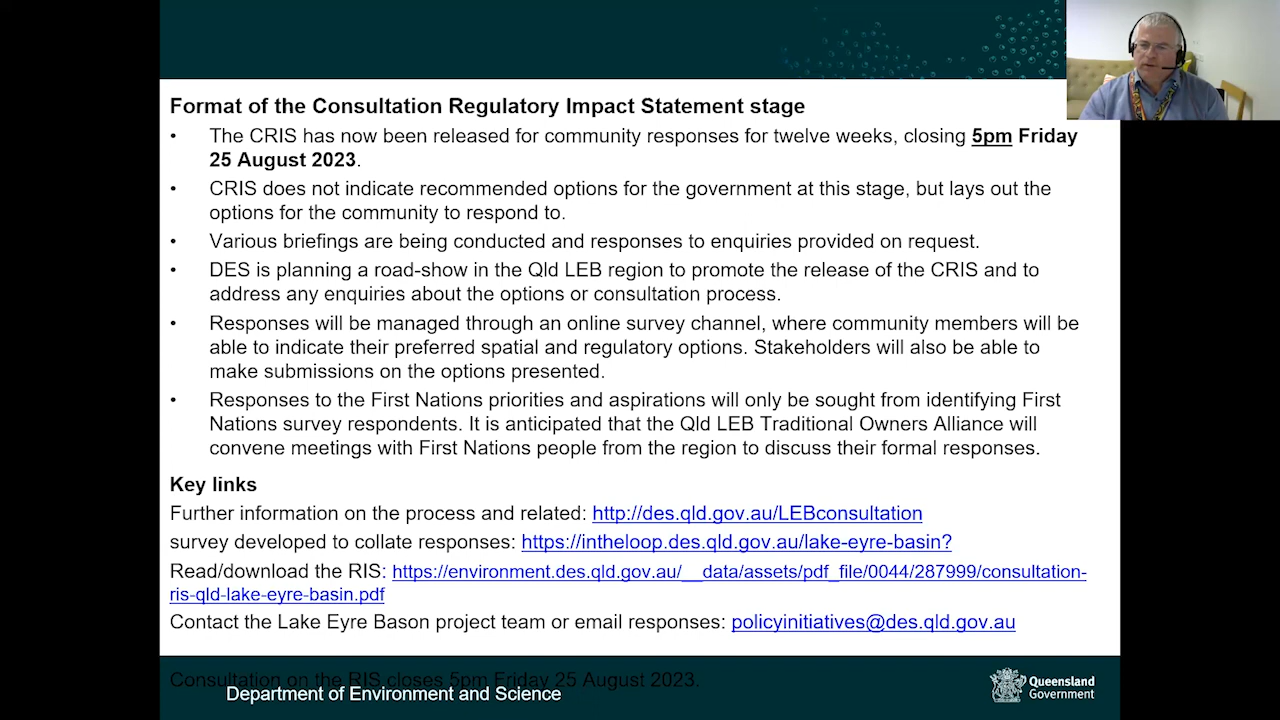 Format of the Consultation Regulatory Impact Statement stage
• The CRIS has now been released for community responses for twelve weeks, closing 5pm Friday
25 August 2023.
• CRIS does not indicate recommended options for the government at this stage, but lays out the
options for the community to respond to.
• Various briefings are being conducted and responses to enquiries provided on request.
• DES is planning a road-show in the Qld LEB region to promote the release of the CRIS and to
address any enquiries about the options or consultation process.
• Responses will be managed through an online survey channel, where community members will be
able to indicate their preferred spatial and regulatory options. Stakeholders will also be able to
make submissions on the options presented.
• Responses to the First Nations priorities and aspirations will only be sought from identifying First
Nations survey respondents. It is anticipated that the Qld LEB Traditional Owners Alliance will
convene meetings with First Nations people from the region to discuss their formal responses.
Key links
Further information on the process and related: http://des.qld.gov.au/LEBconsultation
survey developed to collate responses: https://intheloop.des.qld.gov.au/lake-eyre-basin?
Read/download the RIS: https://environment.des.qld.gov.au/__data/assets/pdf_file/0044/287999/consultation-
ris-qld-lake-eyre-basin.pdf
Contact the Lake Eyre Bason project team or email responses: policyinitiatives@des.qld.gov.au
Consultation on the RIS closes 5pm Friday 25 August 2023.
Department of Environment and Science
Queensland
Government